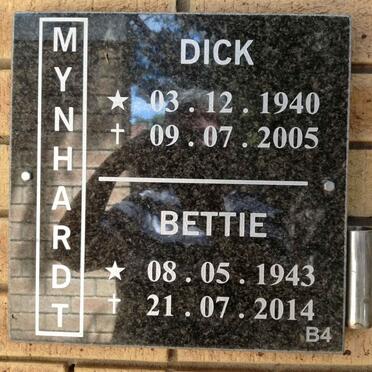 MYNHARDT
DICK
★ 03 . 12 . 1940
† 09 . 07 . 2005
BETTIE
★ 08 . 05 . 1943
† 21 . 07 . 2014
B4